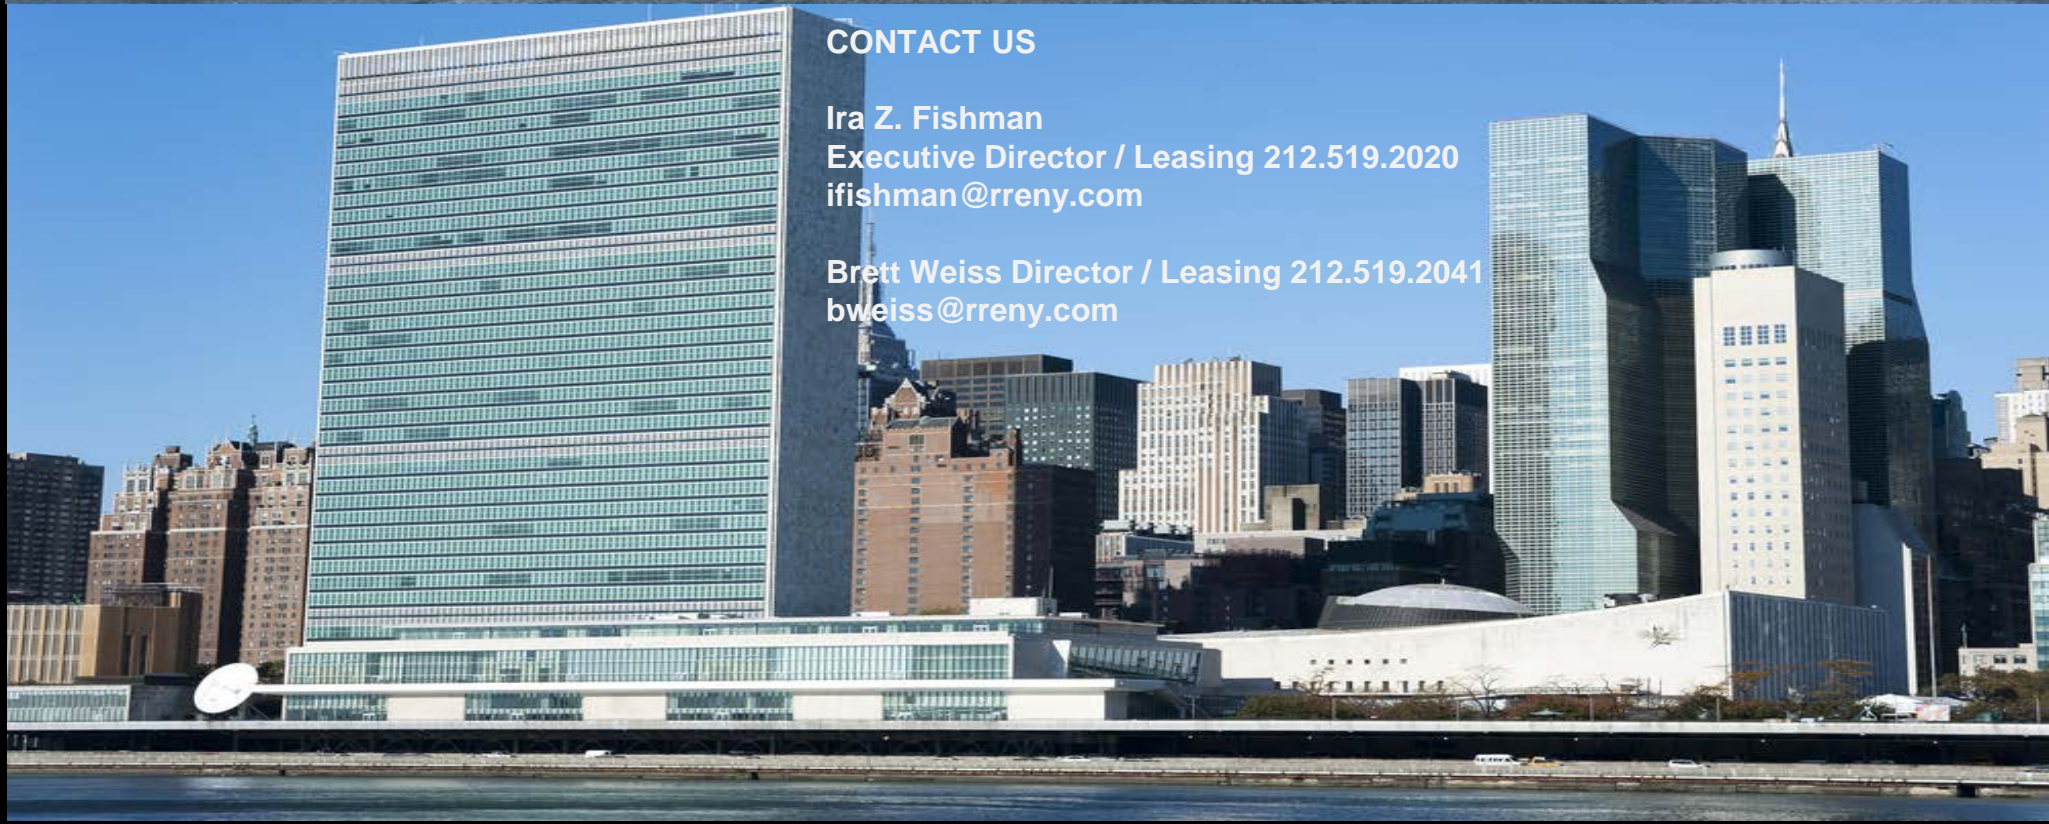 CONTACT US
Ira Z. Fishman
Executive Director / Leasing 212.519.2020
ifishman@rreny.com
Brett Weiss Director / Leasing 212.519.2041
bweiss@rreny.com